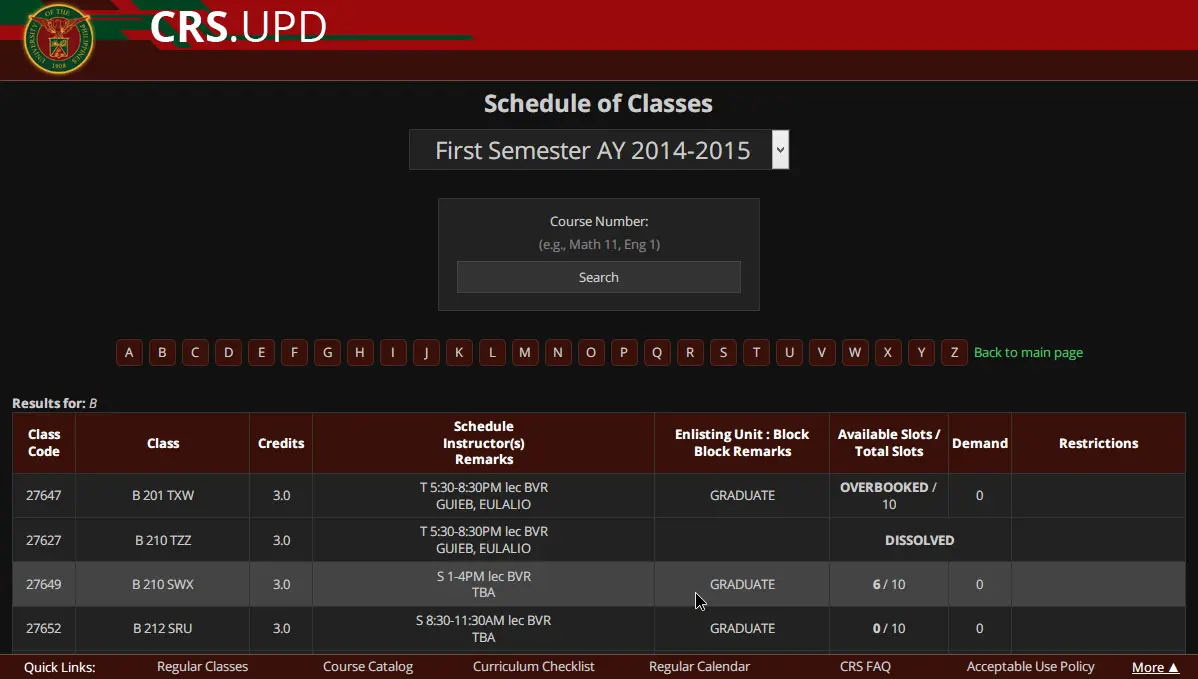 CRS.UPD
OF THE
PHILIPPINES
1908
Schedule of Classes
First Semester AY 2014-2015
Course Number:
(e.g., Math 11, Eng 1)
Search
A B C D E F G H I J K L M N O P Q R S T U V W X Y Z Back to main page
Results for: B
Class Code Class Credits Schedule Instructor(s) Remarks Enlisting Unit : Block Block Remarks Available Slots / Total Slots Demand Restrictions
27647 B 201 TXW 3.0 T 5:30-8:30PM lec BVR GUIEB, EULALIO GRADUATE OVERBOOKED / 10 0
27627 B 210 TZZ 3.0 T 5:30-8:30PM lec BVR GUIEB, EULALIO DISSOLVED
27649 B 210 SWX 3.0 S 1-4PM lec BVR TBA GRADUATE 6 / 10 0
27652 B 212 SRU 3.0 S 8:30-11:30AM lec BVR TBA GRADUATE 0 / 10 0
Quick Links: Regular Classes Course Catalog Curriculum Checklist Regular Calendar CRS FAQ Acceptable Use Policy More ▲